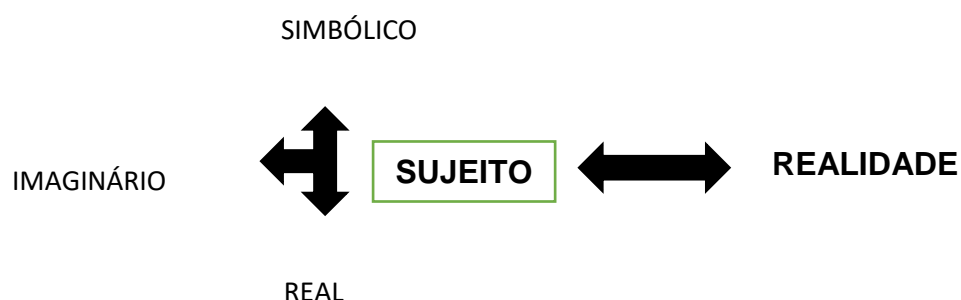 SIMBÓLICO
IMAGINÁRIO
SUJEITO
REALIDADE
REAL